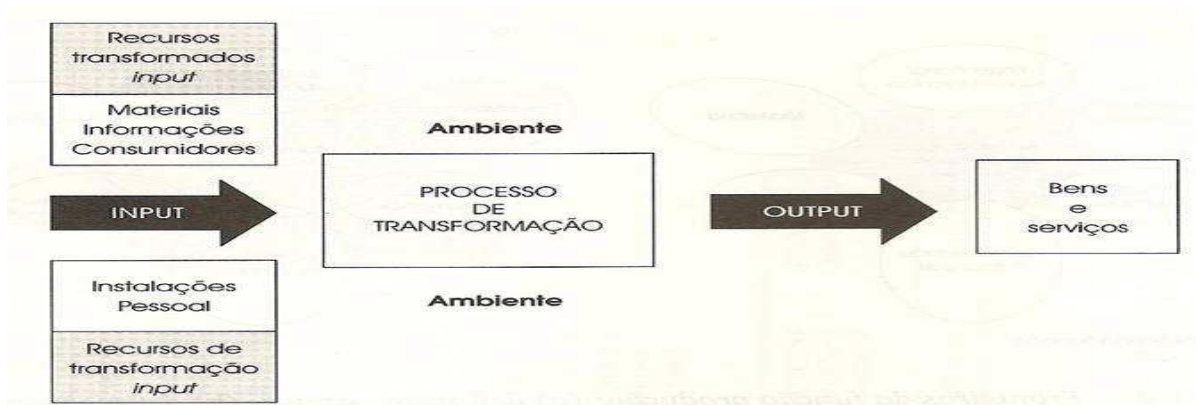 Recursos
transformados
input
Materiais
Informações
Consumidores
INPUT
Instalações
Pessoal
Recursos de
transformação
input
Ambiente
PROCESSO
DE
TRANSFORMAÇÃO
Ambiente
OUTPUT
Bens
e
serviços